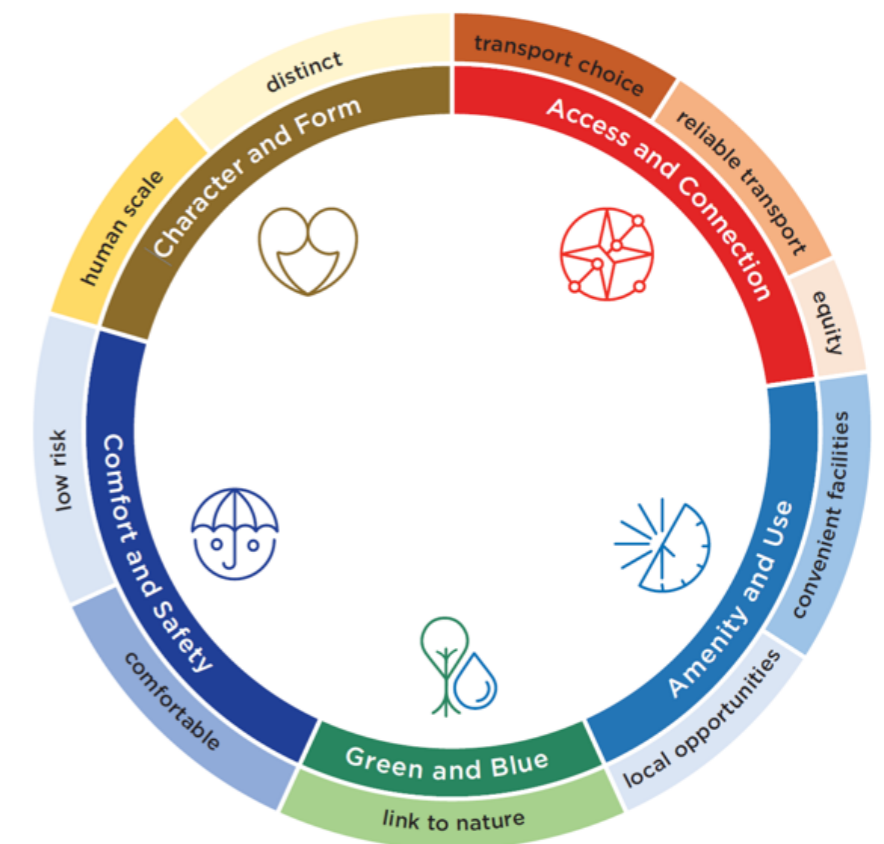 transport choice
reliable transport
equity
Access and Connection
convenient facilities
local opportunities
Amenity and Use
link to nature
Green and Blue
comfortable
low risk
Comfort and Safety
human scale
distinct
Character and Form